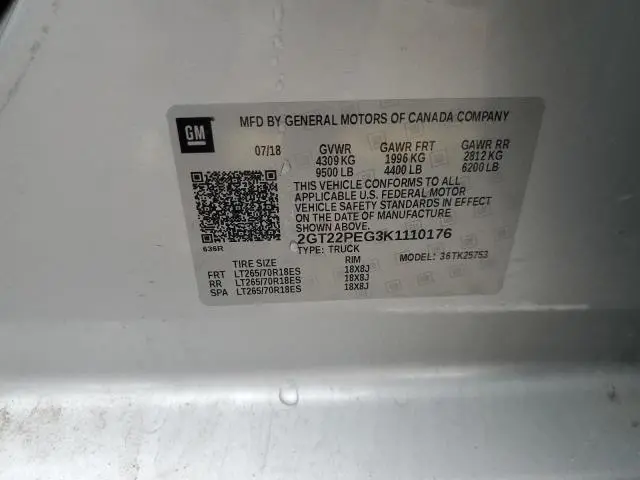 GM
MFD BY GENERAL MOTORS OF CANADA COMPANY
07/18 GVWR GAWR FRT GAWR RR
4309 KG 1996 KG 2812 KG
9500 LB 4400 LB 6200 LB
THIS VEHICLE CONFORMS TO ALL
APPLICABLE U.S. FEDERAL MOTOR
VEHICLE SAFETY STANDARDS IN EFFECT
ON THE DATE OF MANUFACTURE
SHOWN ABOVE.
2GT22PEG3K1110176
636R TYPE: TRUCK MODEL: 36TK25753
TIRE SIZE RIM
FRT LT265/70R18ES 18X8J
RR LT265/70R18ES 18X8J
SPA LT265/70R18ES 18X8J